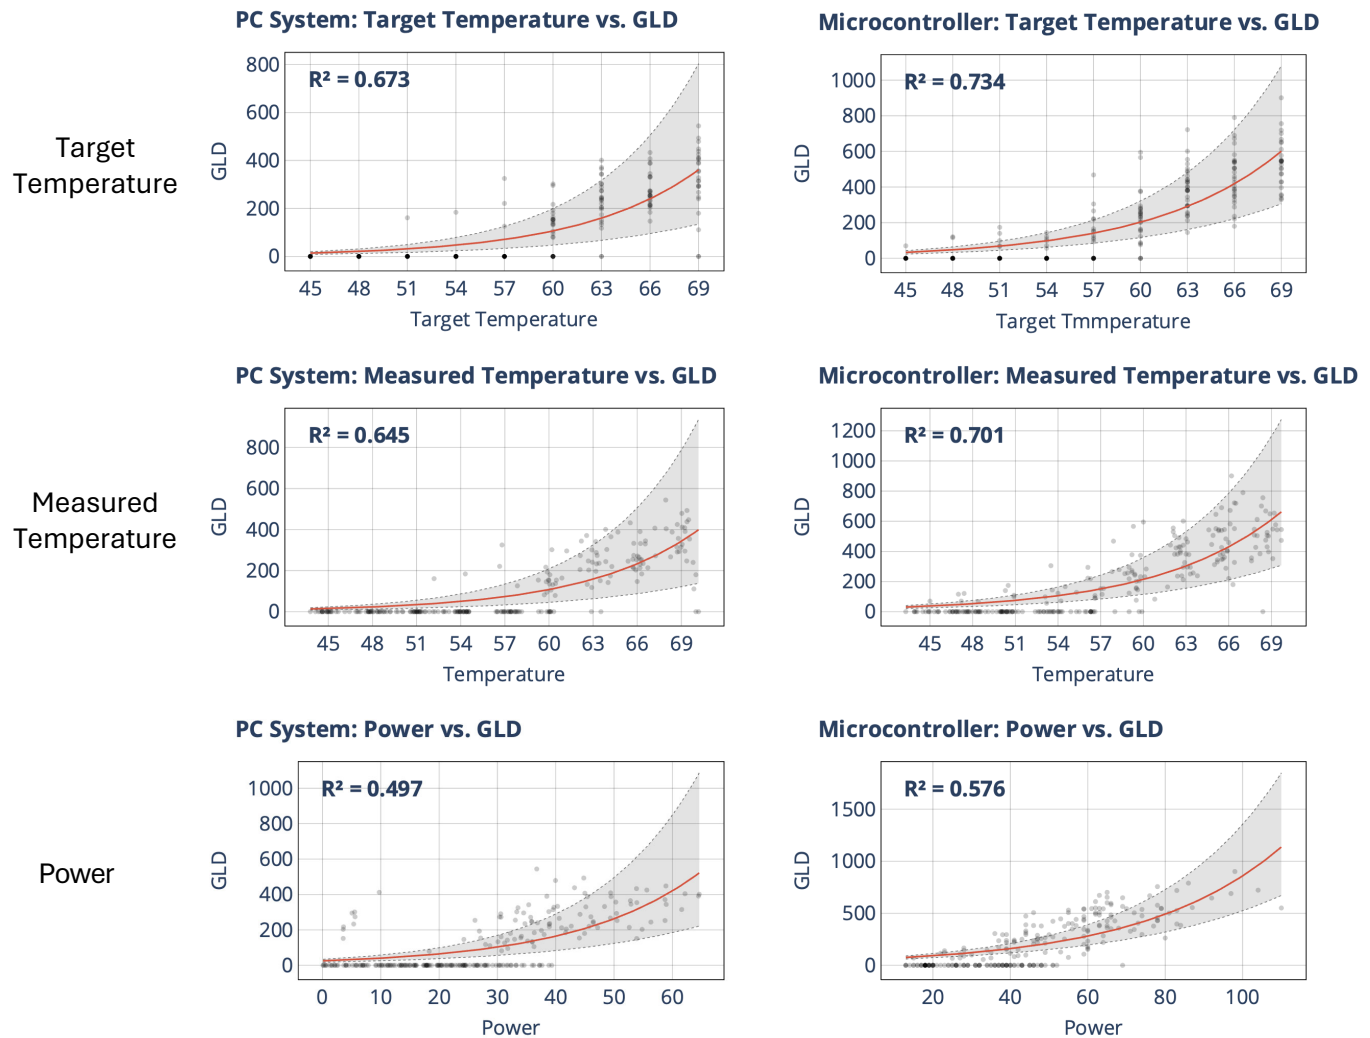 PC System: Target Temperature vs. GLD
Microcontroller: Target Temperature vs. GLD
Target
Temperature
R² = 0.673
GLD
800
600
400
200
0
45 48 51 54 57 60 63 66 69
Target Temperature
R² = 0.734
GLD
1000
800
600
400
200
0
45 48 51 54 57 60 63 66 69
Target Tmmperature
PC System: Measured Temperature vs. GLD
Microcontroller: Measured Temperature vs. GLD
Measured
Temperature
R² = 0.645
GLD
800
600
400
200
0
45 48 51 54 57 60 63 66 69
Temperature
R² = 0.701
GLD
1200
1000
800
600
400
200
0
45 48 51 54 57 60 63 66 69
Temperature
PC System: Power vs. GLD
Microcontroller: Power vs. GLD
Power
R² = 0.497
GLD
1000
800
600
400
200
0
0 10 20 30 40 50 60
Power
R² = 0.576
GLD
1500
1000
500
0
20 40 60 80 100
Power